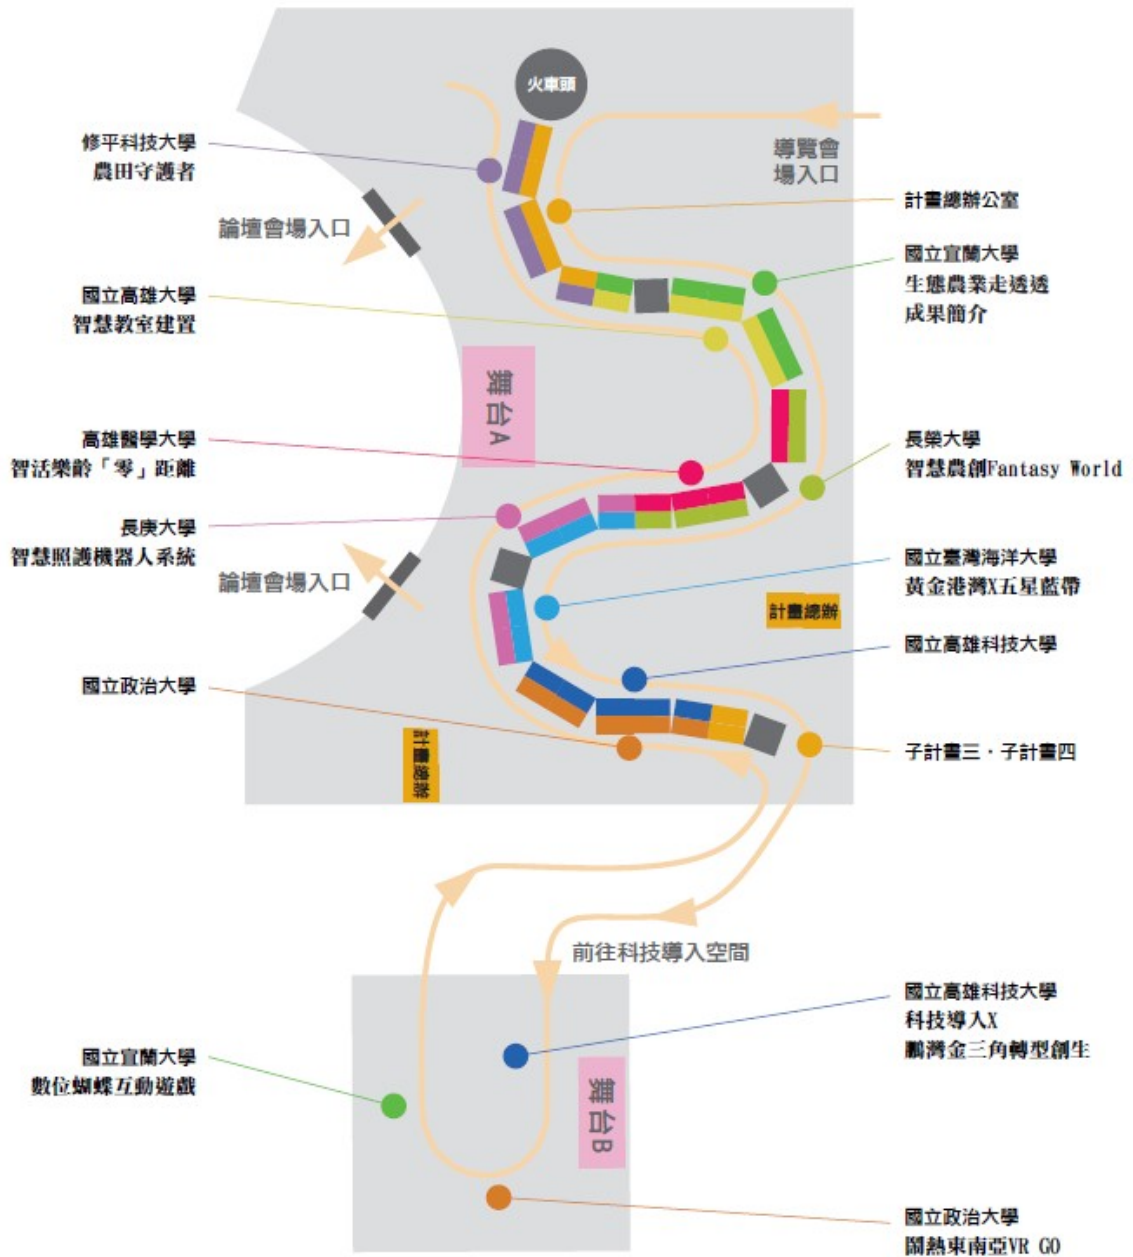 火車頭
導覽會
場入口
修平科技大學
農田守護者
計畫總辦公室
論壇會場入口
國立宜蘭大學
生態農業走透透
成果簡介
國立高雄大學
智慧教室建置
舞台A
高雄醫學大學
智活樂齡「零」距離
長榮大學
智慧農創Fantasy World
長庚大學
智慧照護機器人系統
國立臺灣海洋大學
黃金港灣X五星藍帶
論壇會場入口
計畫總辦
國立高雄科技大學
國立政治大學
計畫總辦
子計畫三・子計畫四
前往科技導入空間
國立高雄科技大學
科技導入X
鵬灣金三角轉型創生
國立宜蘭大學
數位蝴蝶互動遊戲
舞台B
國立政治大學
鬧熱東南亞VR GO